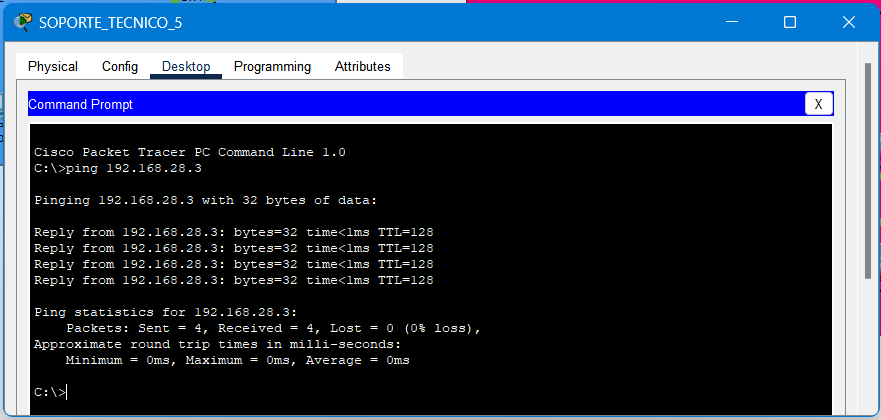 SOPORTE_TECNICO_5
Physical Config Desktop Programming Attributes
Command Prompt X
Cisco Packet Tracer PC Command Line 1.0
C:\>ping 192.168.28.3
Pinging 192.168.28.3 with 32 bytes of data:
Reply from 192.168.28.3: bytes=32 time<1ms TTL=128
Reply from 192.168.28.3: bytes=32 time<1ms TTL=128
Reply from 192.168.28.3: bytes=32 time<1ms TTL=128
Reply from 192.168.28.3: bytes=32 time<1ms TTL=128
Ping statistics for 192.168.28.3:
Packets: Sent = 4, Received = 4, Lost = 0 (0% loss),
Approximate round trip times in milli-seconds:
Minimum = 0ms, Maximum = 0ms, Average = 0ms
C:\>